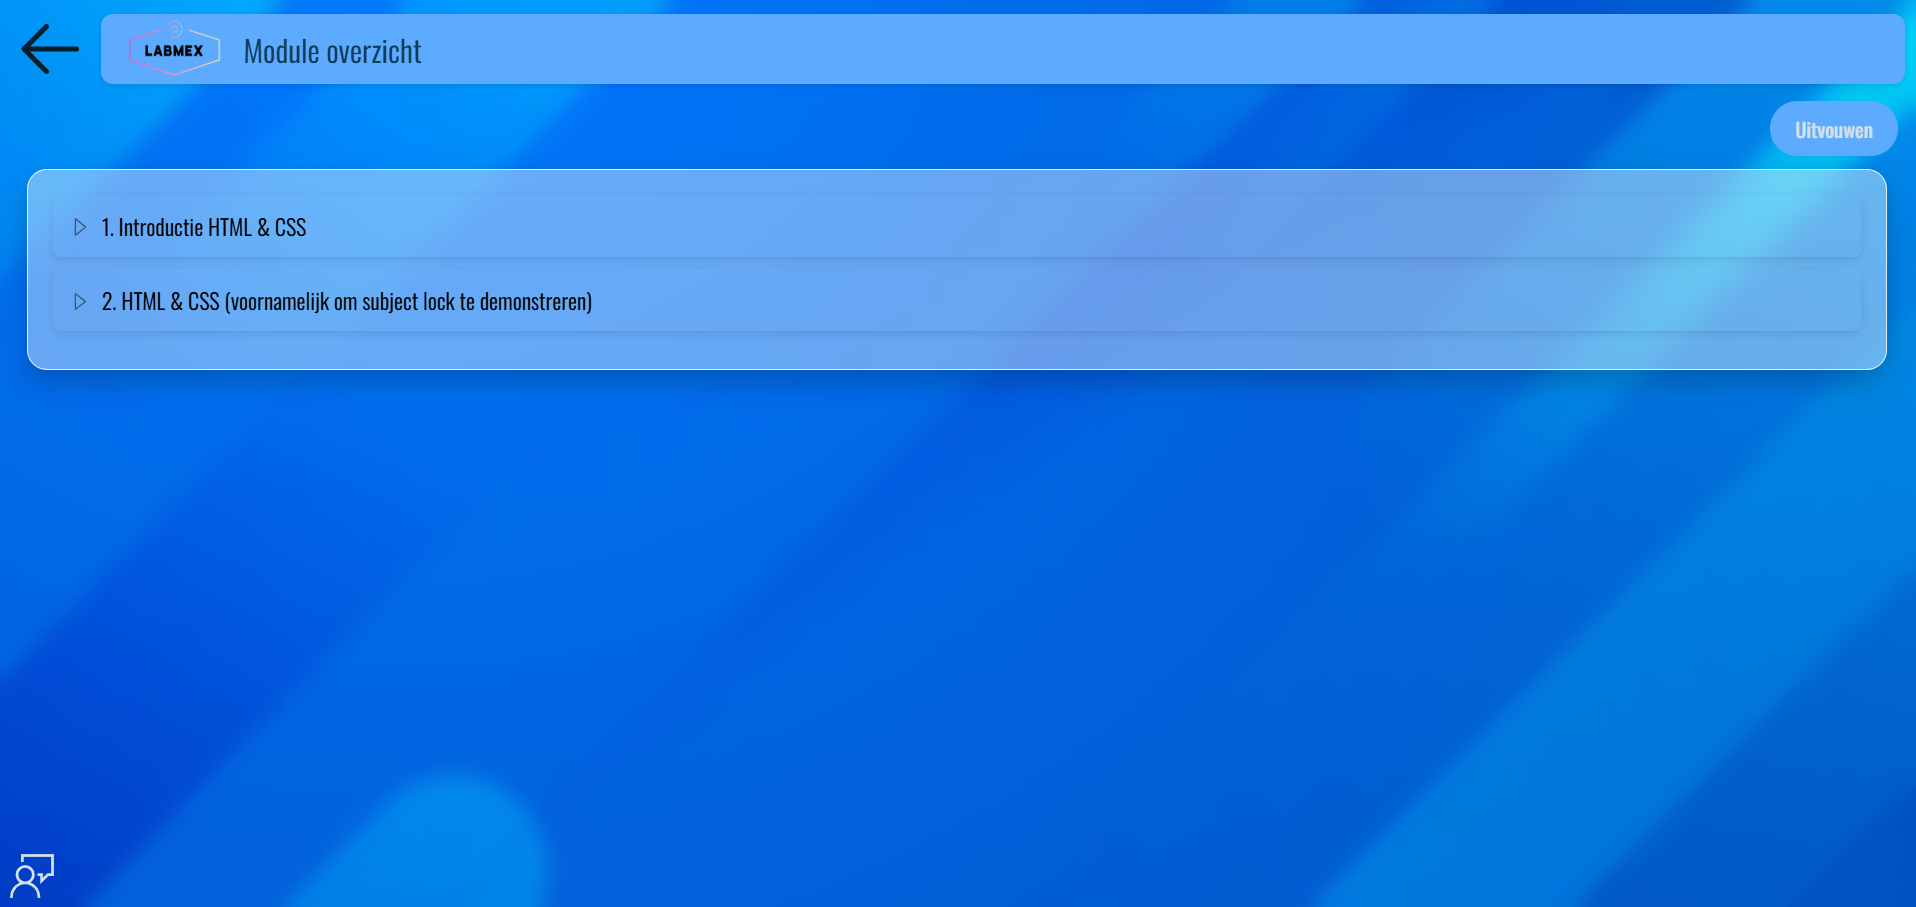 LABMEX
Module overzicht
Uitvouwen
1. Introductie HTML & CSS
2. HTML & CSS (voornamelijk om subject lock te demonstreren)